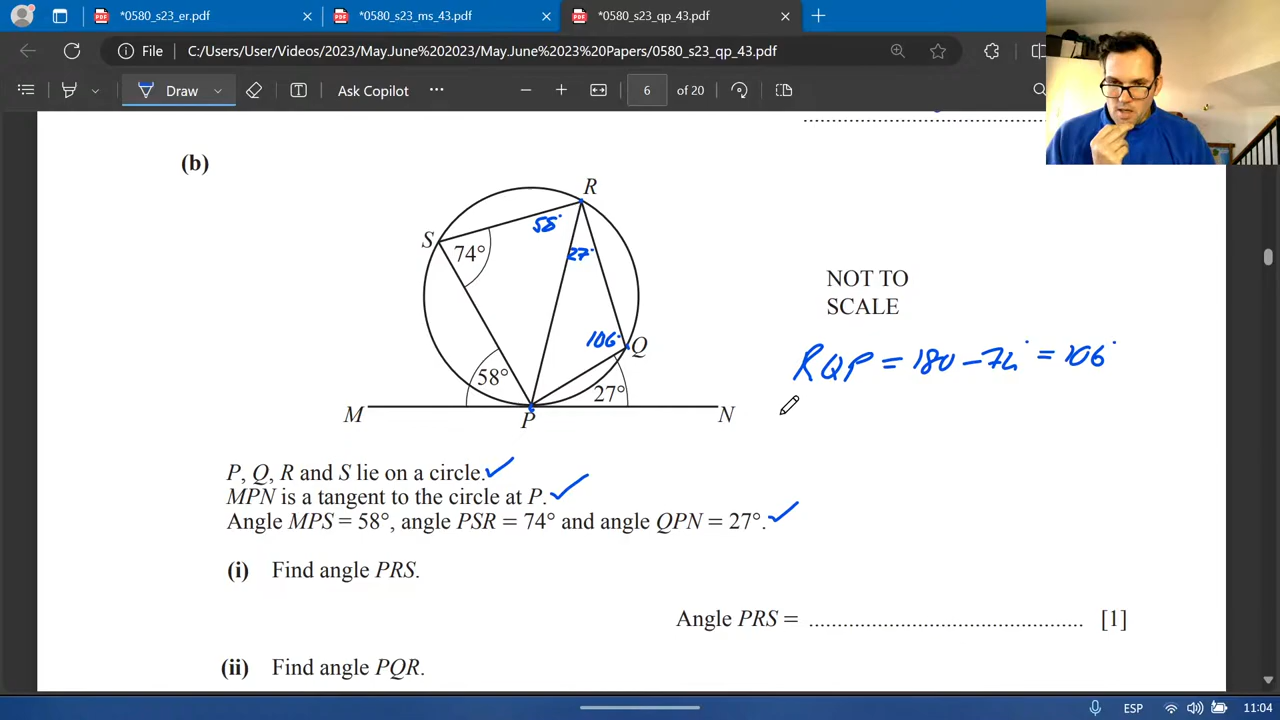 *0580_s23_er.pdf
*0580_s23_ms_43.pdf
*0580_s23_qp_43.pdf
File
C:/Users/User/Videos/2023/May.June%202023/May.June%2023%20Papers/0580_s23_qp_43.pdf
Draw
Ask Copilot
6
of 20
(b)
R
58°
S
74°
27°
NOT TO
SCALE
106°
Q
RQP = 180 - 74° = 106°
58°
27°
M
P
N
P, Q, R and S lie on a circle.
MPN is a tangent to the circle at P.
Angle MPS = 58°, angle PSR = 74° and angle QPN = 27°.
(i) Find angle PRS.
Angle PRS = ................................................ [1]
(ii) Find angle PQR.
ESP
11:04